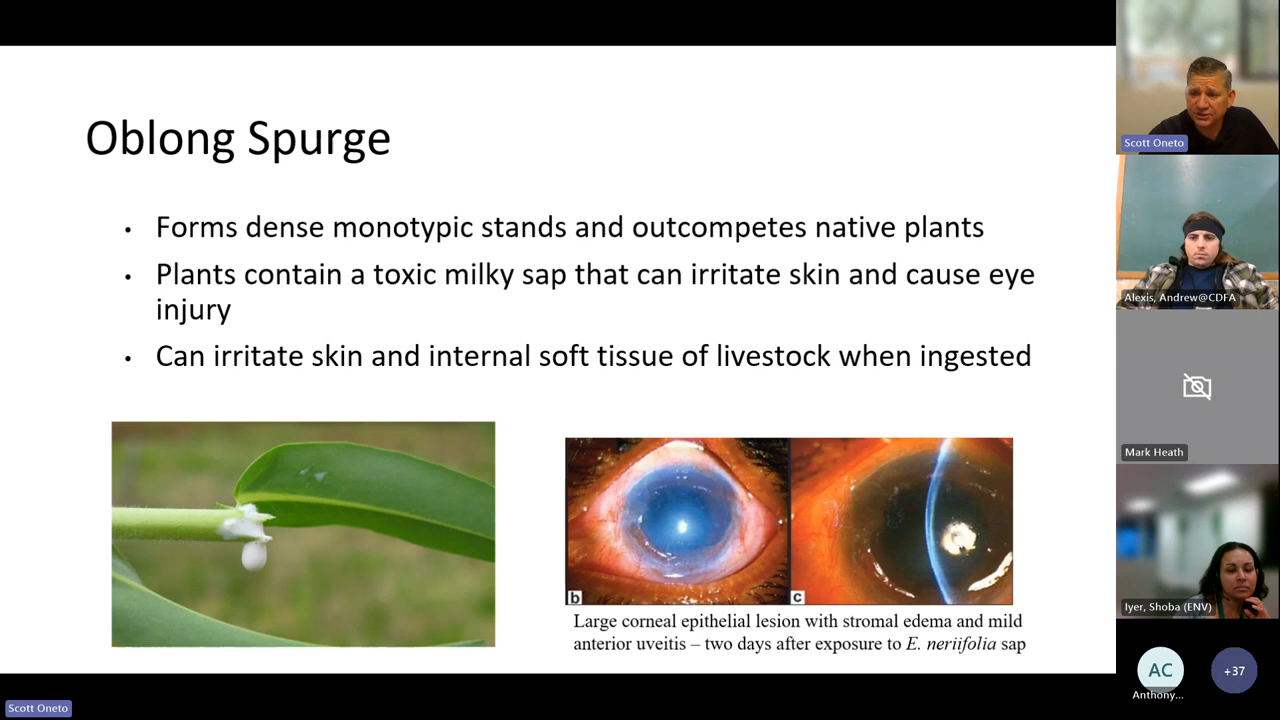 Oblong Spurge
• Forms dense monotypic stands and outcompetes native plants
• Plants contain a toxic milky sap that can irritate skin and cause eye
injury
• Can irritate skin and internal soft tissue of livestock when ingested
b
c
Large corneal epithelial lesion with stromal edema and mild
anterior uveitis – two days after exposure to E. neriifolia sap
Scott Oneto
Scott Oneto
Alexis, Andrew@CDFA
Mark Heath
Iyer, Shoba (ENV)
AC
Anthony...
+37